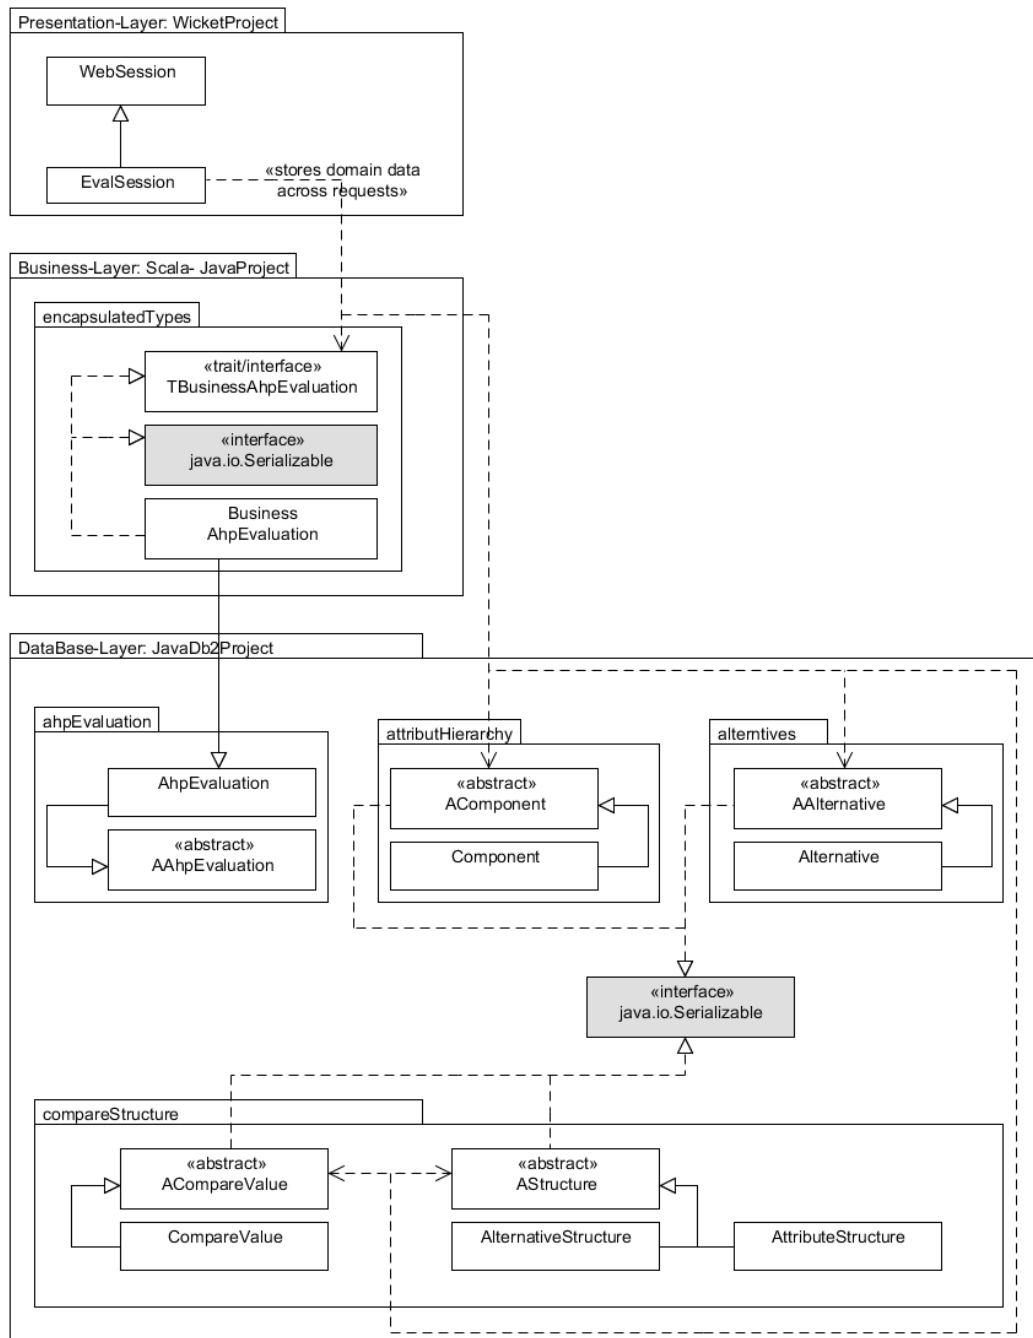 Presentation-Layer: WicketProject
WebSession
EvalSession
«stores domain data
across requests»
Business-Layer: Scala- JavaProject
encapsulatedTypes
«trait/interface»
TBusinessAhpEvaluation
«interface»
java.io.Serializable
Business
AhpEvaluation
DataBase-Layer: JavaDb2Project
ahpEvaluation
AhpEvaluation
«abstract»
AAhpEvaluation
attributHierarchy
«abstract»
AComponent
Component
alterntives
«abstract»
AAlternative
Alternative
«interface»
java.io.Serializable
compareStructure
«abstract»
ACompareValue
CompareValue
«abstract»
AStructure
AlternativeStructure
AttributeStructure